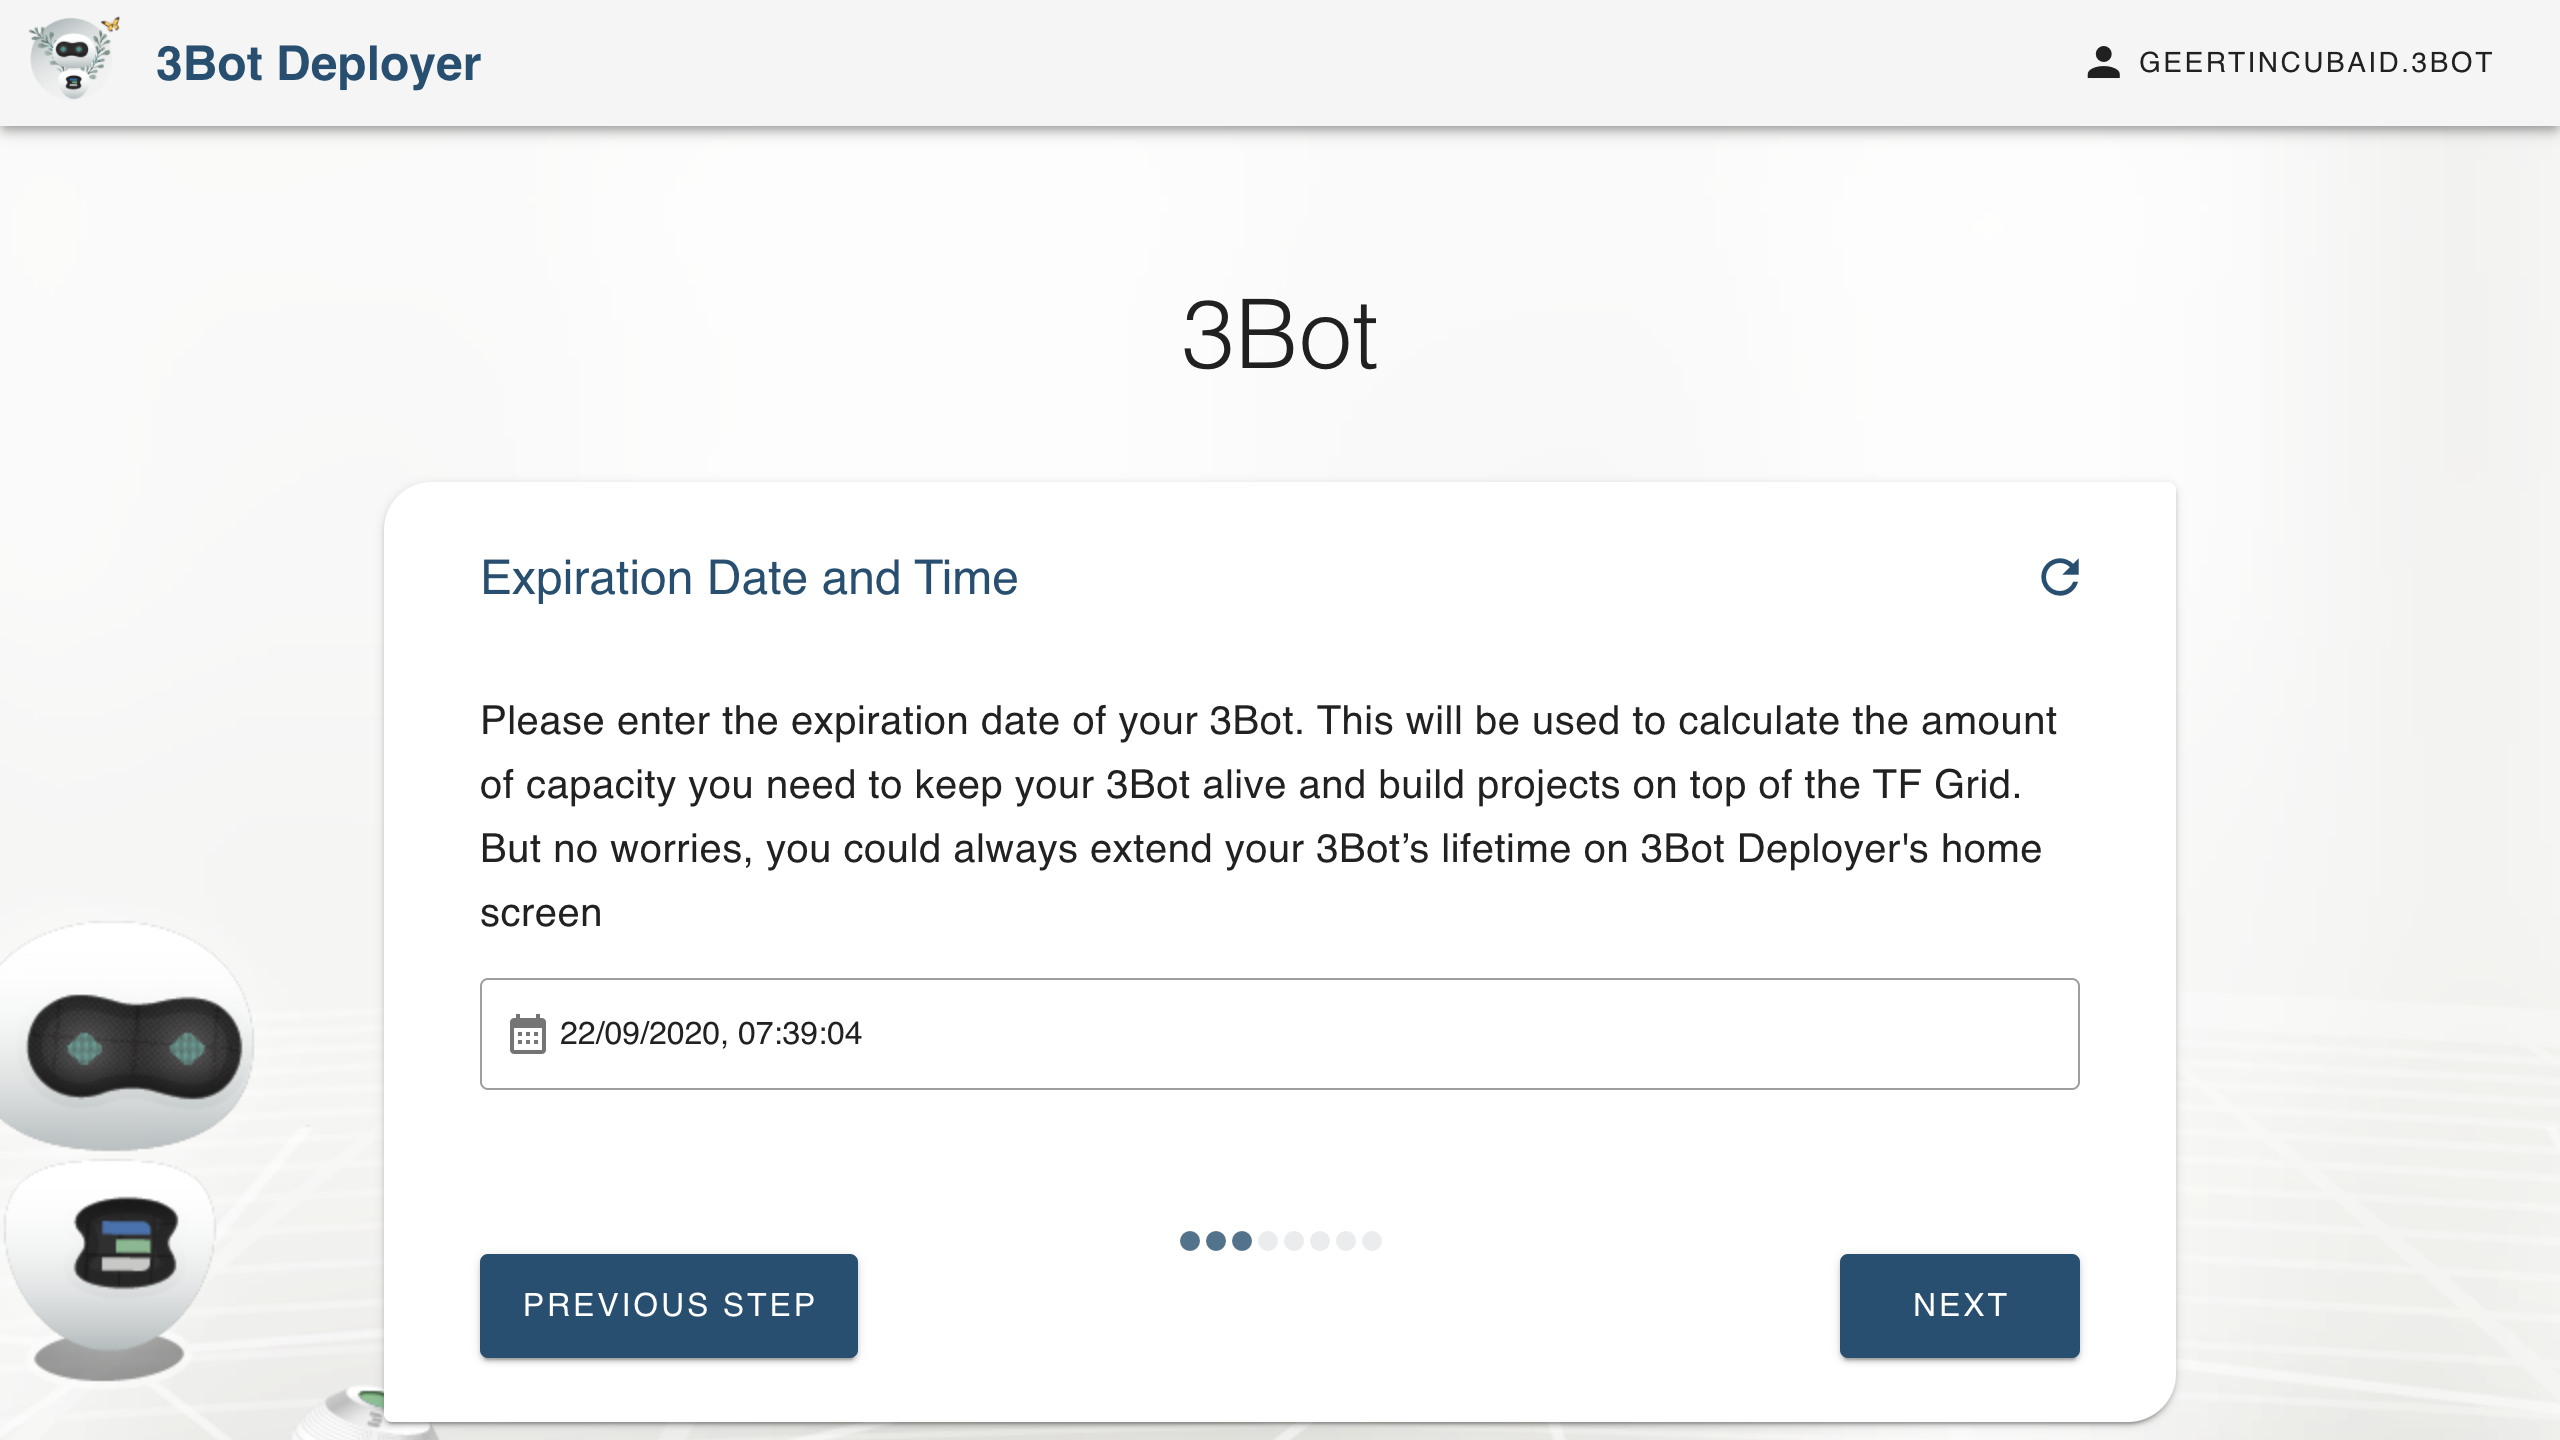 3Bot Deployer
GEERTINCUBAID.3BOT
3Bot
Expiration Date and Time
Please enter the expiration date of your 3Bot. This will be used to calculate the amount
of capacity you need to keep your 3Bot alive and build projects on top of the TF Grid.
But no worries, you could always extend your 3Bot’s lifetime on 3Bot Deployer's home
screen
22/09/2020, 07:39:04
PREVIOUS STEP
NEXT